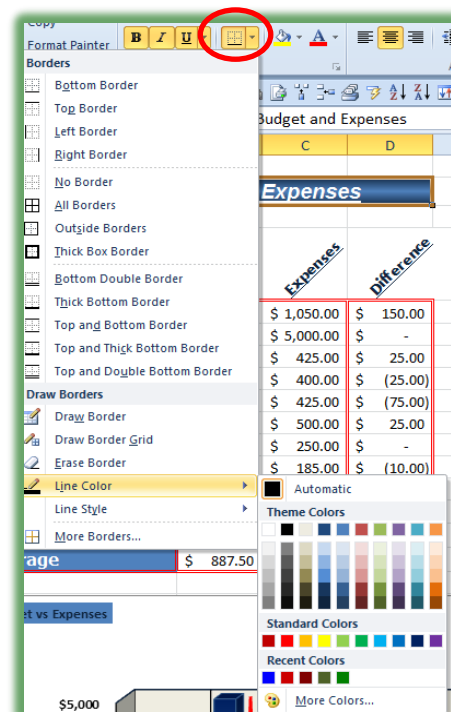 Copy
Format Painter
B I U A
Borders
Bottom Border
Top Border
Left Border
Right Border
No Border
All Borders
Outside Borders
Thick Box Border
Bottom Double Border
Thick Bottom Border
Top and Bottom Border
Top and Thick Bottom Border
Top and Double Bottom Border
Draw Borders
Draw Border
Draw Border Grid
Erase Border
Line Color
Line Style
More Borders...
Budget and Expenses
C D
Expenses
Expenses Difference
$ 1,050.00 $ 150.00
$ 5,000.00 $ -
$ 425.00 $ 25.00
$ 400.00 $ (25.00)
$ 425.00 $ (75.00)
$ 500.00 $ 25.00
$ 250.00 $ -
$ 185.00 $ (10.00)
Automatic
Theme Colors
Standard Colors
Recent Colors
More Colors...
rage $ 887.50
et vs Expenses
$5,000